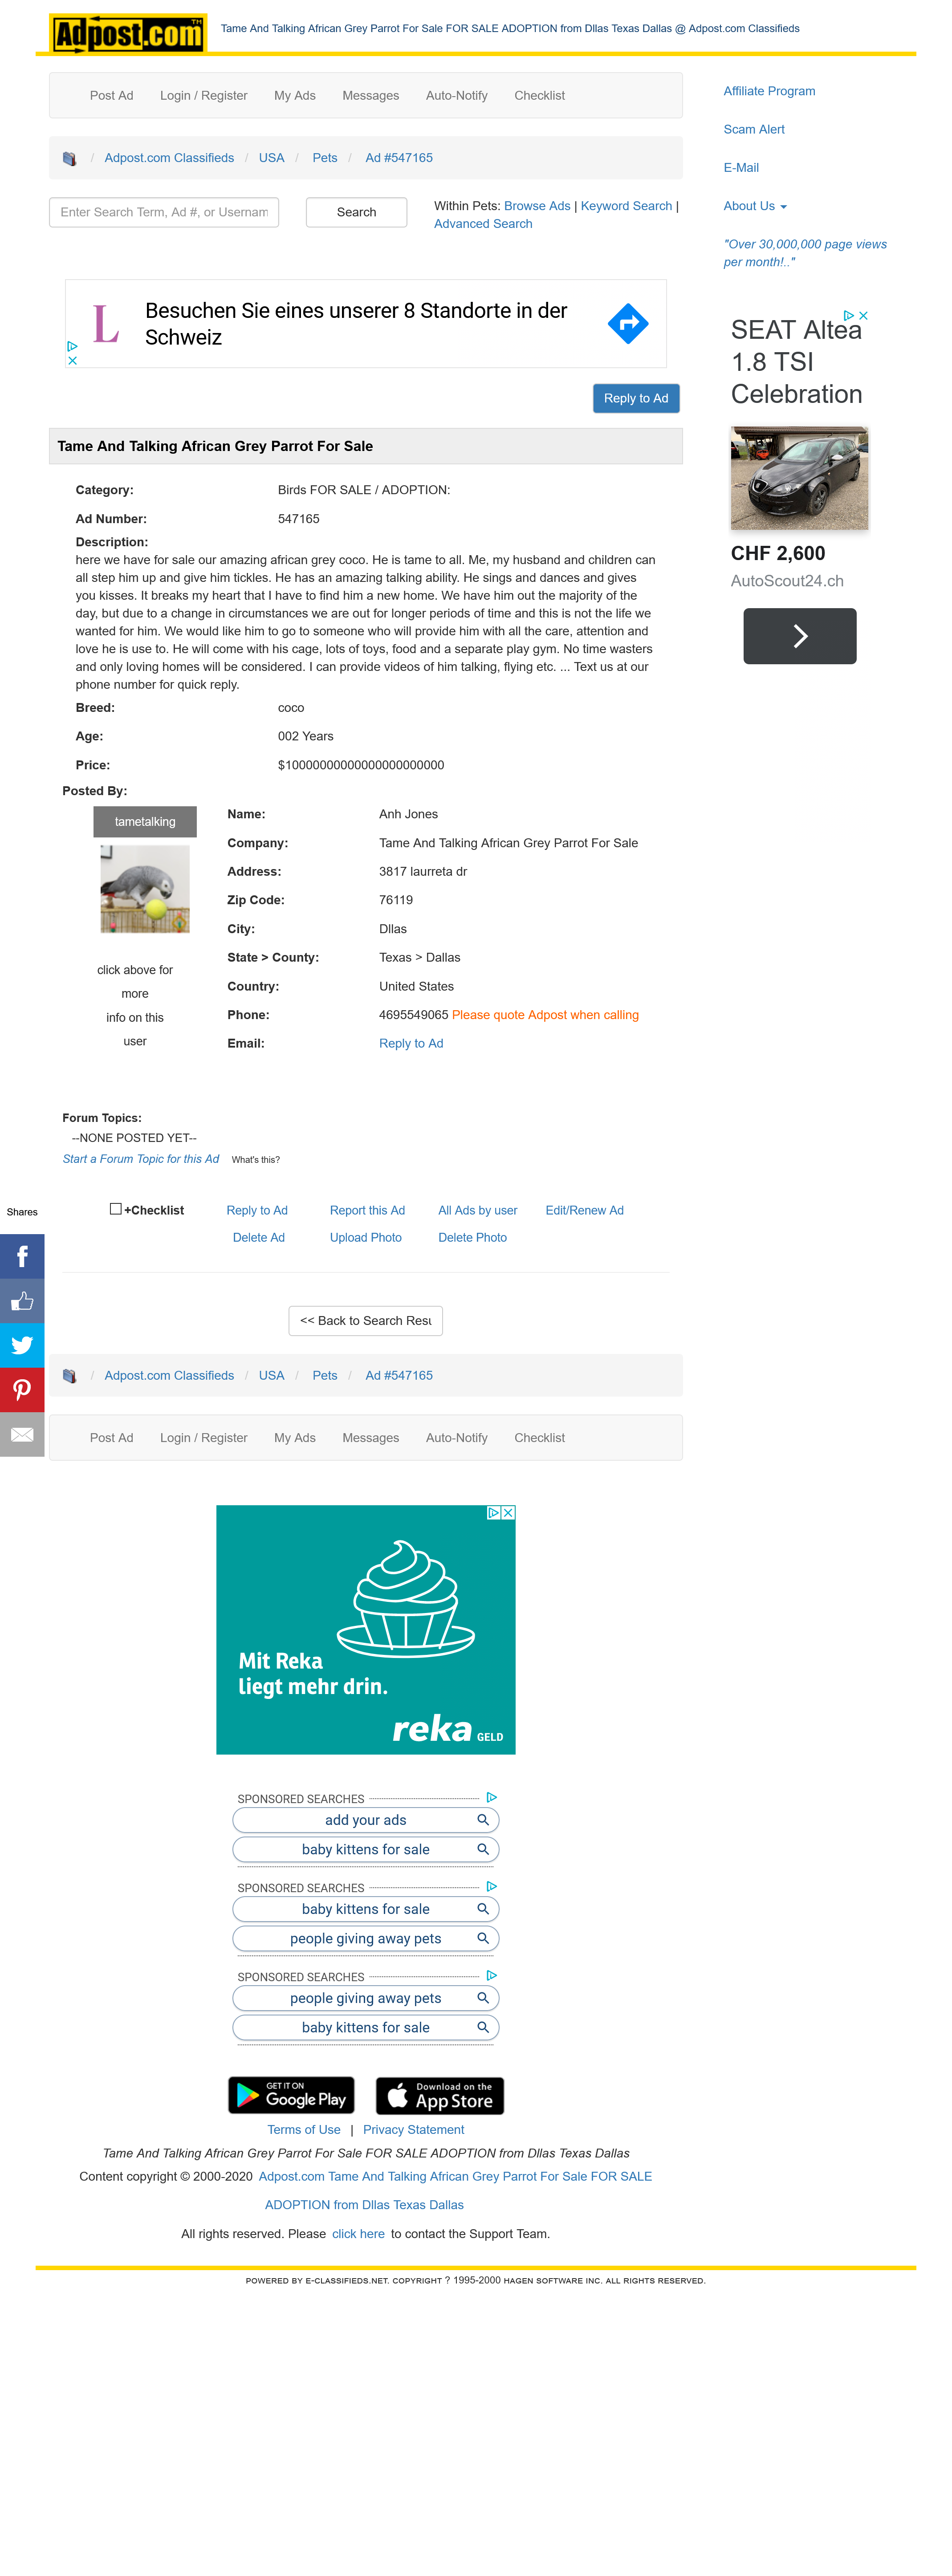 Adpost.com TM
Tame And Talking African Grey Parrot For Sale FOR SALE ADOPTION from Dllas Texas Dallas @ Adpost.com Classifieds
Post Ad Login / Register My Ads Messages Auto-Notify Checklist
/ Adpost.com Classifieds / USA / Pets / Ad #547165
Enter Search Term, Ad #, or Usernam
Search
Within Pets: Browse Ads | Keyword Search |
Advanced Search
Affiliate Program
Scam Alert
E-Mail
About Us
"Over 30,000,000 page views
per month!.."
L
Besuchen Sie eines unserer 8 Standorte in der
Schweiz
SEAT Altea
1.8 TSI
Celebration
CHF 2,600
AutoScout24.ch
Reply to Ad
Tame And Talking African Grey Parrot For Sale
Category: Birds FOR SALE / ADOPTION:
Ad Number: 547165
Description:
here we have for sale our amazing african grey coco. He is tame to all. Me, my husband and children can
all step him up and give him tickles. He has an amazing talking ability. He sings and dances and gives
you kisses. It breaks my heart that I have to find him a new home. We have him out the majority of the
day, but due to a change in circumstances we are out for longer periods of time and this is not the life we
wanted for him. We would like him to go to someone who will provide him with all the care, attention and
love he is use to. He will come with his cage, lots of toys, food and a separate play gym. No time wasters
and only loving homes will be considered. I can provide videos of him talking, flying etc. ... Text us at our
phone number for quick reply.
Breed: coco
Age: 002 Years
Price: $10000000000000000000000
Posted By:
tametalking
click above for
more
info on this
user
Name: Anh Jones
Company: Tame And Talking African Grey Parrot For Sale
Address: 3817 laurreta dr
Zip Code: 76119
City: Dllas
State > County: Texas > Dallas
Country: United States
Phone: 4695549065 Please quote Adpost when calling
Email: Reply to Ad
Forum Topics:
--NONE POSTED YET--
Start a Forum Topic for this Ad What's this?
Shares
+Checklist Reply to Ad Report this Ad All Ads by user Edit/Renew Ad
Delete Ad Upload Photo Delete Photo
<< Back to Search Resu
/ Adpost.com Classifieds / USA / Pets / Ad #547165
Post Ad Login / Register My Ads Messages Auto-Notify Checklist
Mit Reka
liegt mehr drin.
reka GELD
SPONSORED SEARCHES
add your ads
baby kittens for sale
SPONSORED SEARCHES
baby kittens for sale
people giving away pets
SPONSORED SEARCHES
people giving away pets
baby kittens for sale
GET IT ON
Google Play
Download on the
App Store
Terms of Use | Privacy Statement
Tame And Talking African Grey Parrot For Sale FOR SALE ADOPTION from Dllas Texas Dallas
Content copyright © 2000-2020 Adpost.com Tame And Talking African Grey Parrot For Sale FOR SALE
ADOPTION from Dllas Texas Dallas
All rights reserved. Please click here to contact the Support Team.
POWERED BY E-CLASSIFIEDS.NET. COPYRIGHT ? 1995-2000 HAGEN SOFTWARE INC. ALL RIGHTS RESERVED.